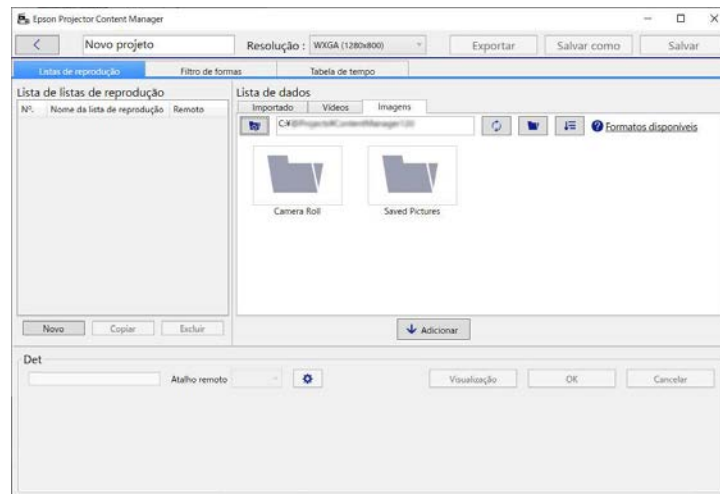 Epson Projector Content Manager
Novo projeto Resolução : WXGA (1280x800) Exportar Salvar como Salvar
Listas de reprodução Filtro de formas Tabela de tempo
Lista de listas de reprodução
Nº. Nome da lista de reprodução Remoto
Lista de dados
Importado Vídeos Imagens
C:¥
Formatos disponíveis
Camera Roll Saved Pictures
Novo Copiar Excluir
Adicionar
Det
Atalho remoto Visualização OK Cancelar